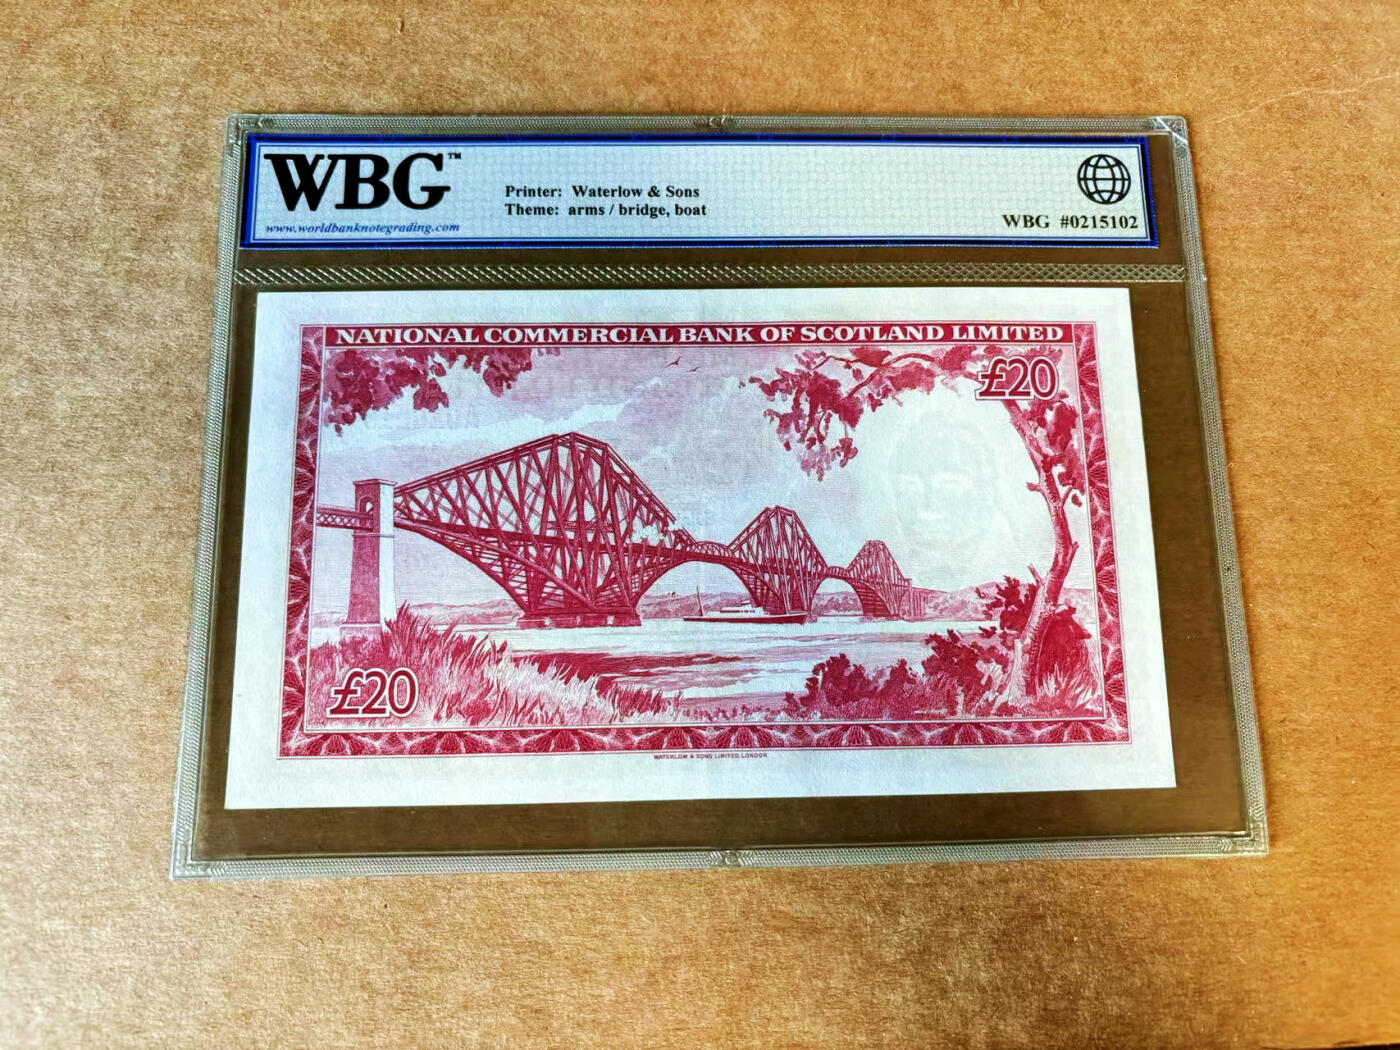 WBG™
www.worldbanknotegrading.com
Printer: Waterlow & Sons
Theme: arms / bridge, boat
WBG #0215102
NATIONAL COMMERCIAL BANK OF SCOTLAND LIMITED
£20
£20
WATERLOW & SONS LIMITED, LONDON